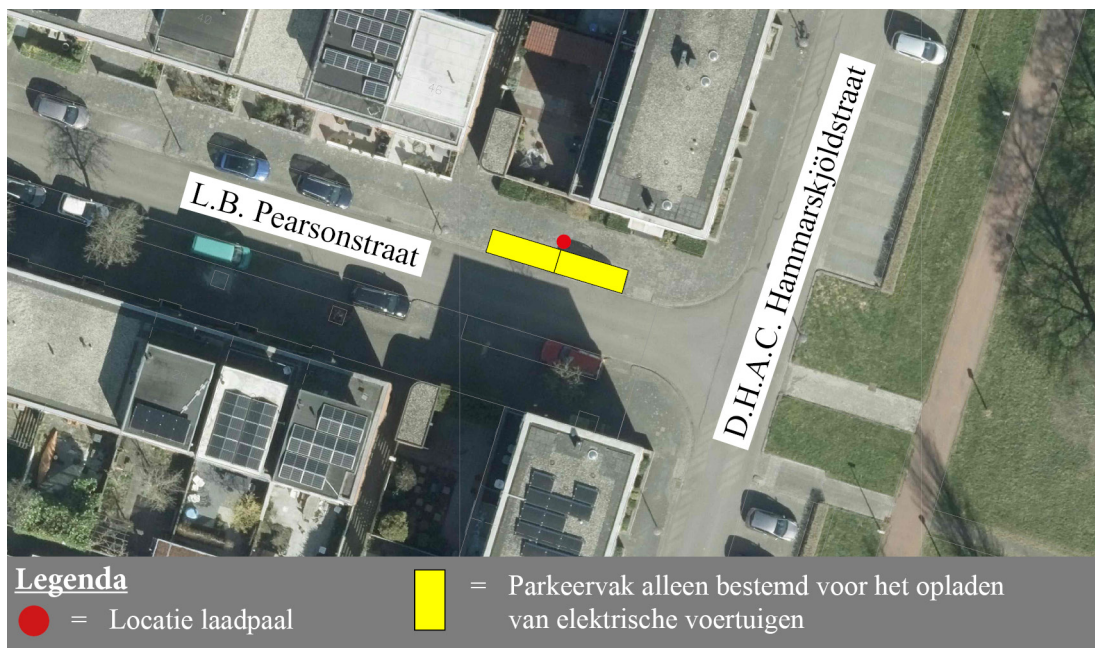 L.B. Pearsonstraat
D.H.A.C. Hammarskjöldstraat
Legenda
= Locatie laadpaal
= Parkeervak alleen bestemd voor het opladen
van elektrische voertuigen